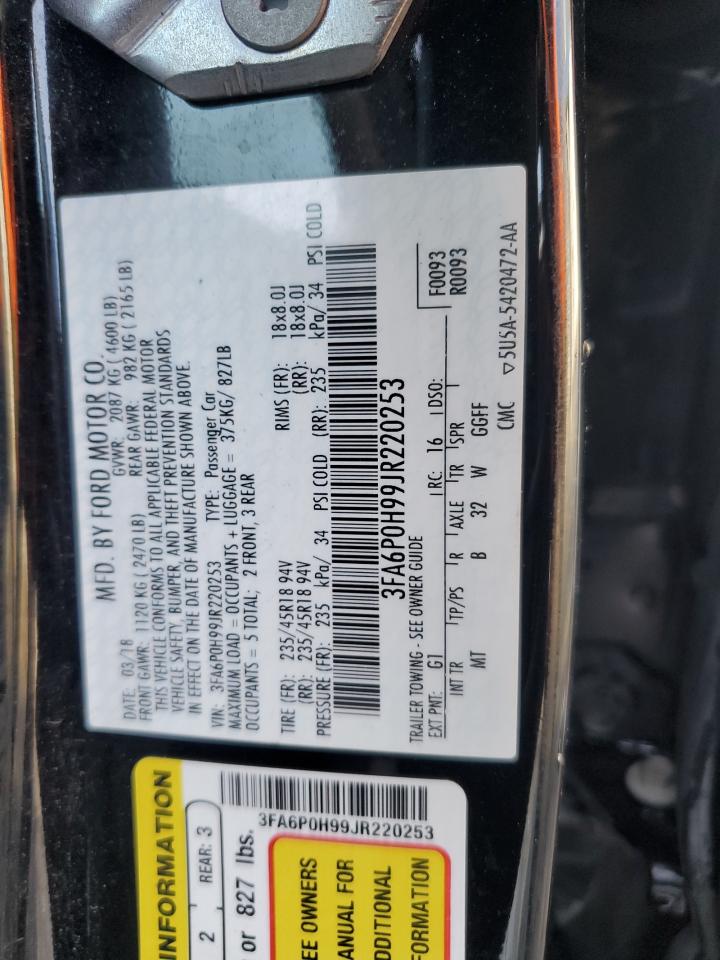 MFD. BY FORD MOTOR CO.
DATE: 03/18 GVWR: 2087 KG ( 4600 LB)
FRONT GAWR: 1120 KG ( 2470 LB) REAR GAWR: 982 KG ( 2165 LB)
THIS VEHICLE CONFORMS TO ALL APPLICABLE FEDERAL MOTOR
VEHICLE SAFETY, BUMPER, AND THEFT PREVENTION STANDARDS
IN EFFECT ON THE DATE OF MANUFACTURE SHOWN ABOVE.
VIN: 3FA6P0H99JR220253 TYPE: Passenger Car
MAXIMUM LOAD = OCCUPANTS + LUGGAGE = 375KG/ 827LB
OCCUPANTS = 5 TOTAL; 2 FRONT, 3 REAR
TIRE (FR): 235/45R18 94V RIMS (FR): 18x8.0J
(RR): 235/45R18 94V (RR): 18x8.0J
PRESSURE (FR): 235 kPa/ 34 PSI COLD (RR): 235 kPa/ 34 PSI COLD
3FA6P0H99JR220253
TRAILER TOWING - SEE OWNER GUIDE F0093
EXT PNT: G1 RC: 16 DSO: R0093
INT TR TP/PS R AXLE TR SPR
MT B 32 W GGFF
CMC ▽5U5A-5420472-AA
INFORMATION
2 REAR: 3
or 827 lbs.
3FA6P0H99JR220253
EE OWNERS
ANUAL FOR
DDITIONAL
FORMATION